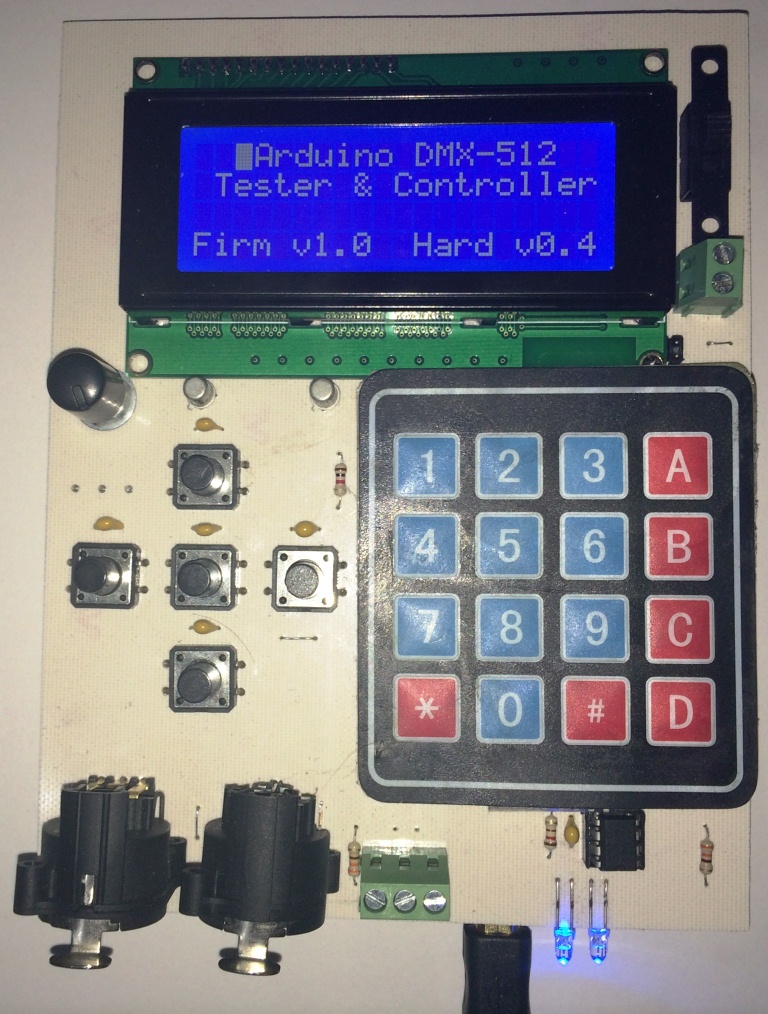 Arduino DMX-512
Tester & Controller
Firm v1.0 Hard v0.4
1 2 3 A
4 5 6 B
7 8 9 C
* 0 # D